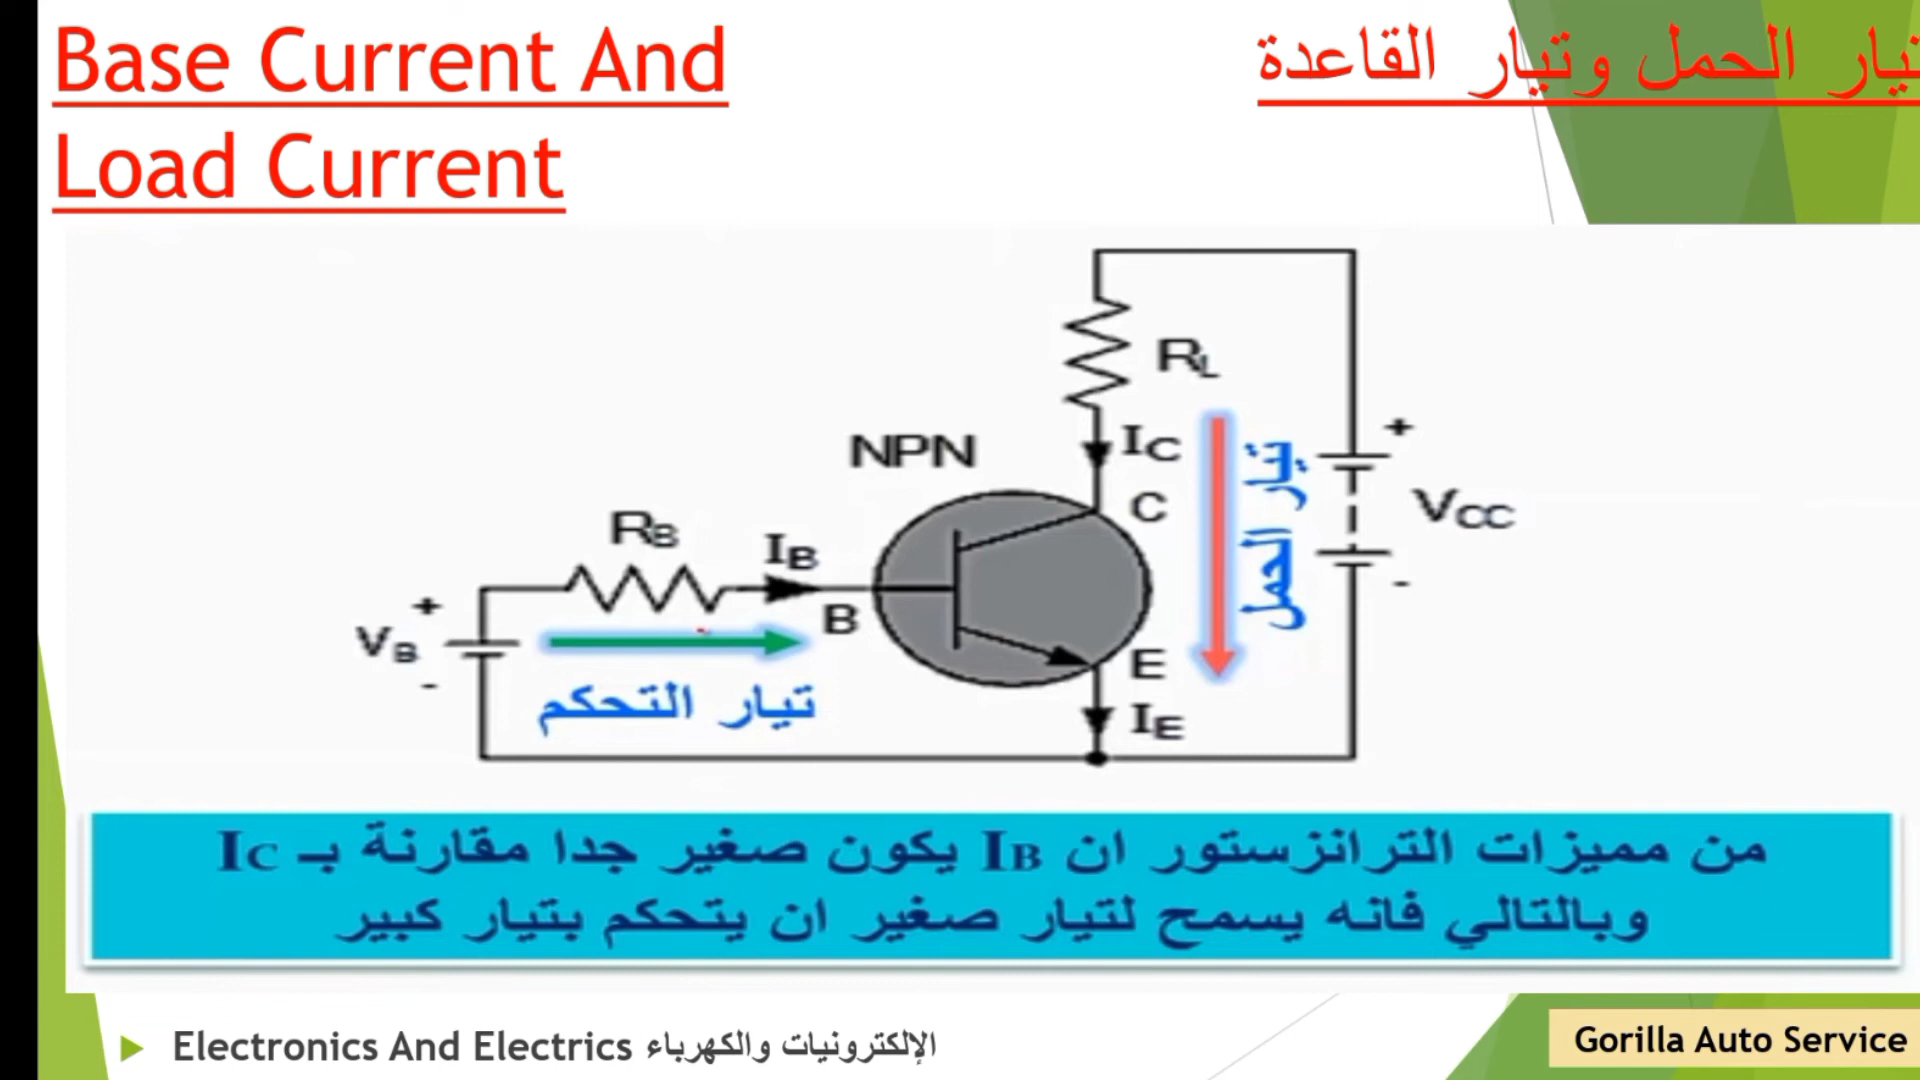 Base Current And
Load Current
تيار الحمل وتيار القاعدة
RL
IC
C
NPN
+
VCC
-
تيار الحمل
RB
IB
B
+
VB
-
تيار التحكم
E
IE
من مميزات الترانزستور ان IB يكون صغير جدا مقارنة بـ IC
وبالتالي فانه يسمح لتيار صغير ان يتحكم بتيار كبير
Electronics And Electrics الإلكترونيات والكهرباء
Gorilla Auto Service